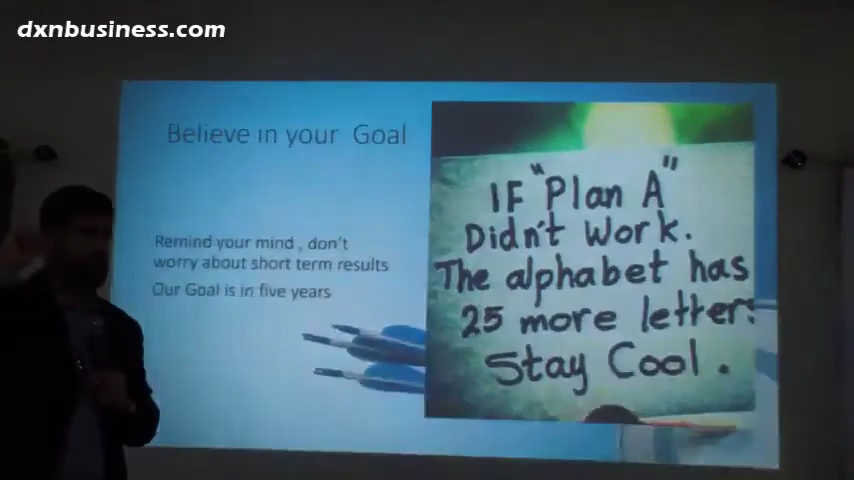 dxnbusiness.com
Believe in your Goal
Remind your mind , don't
worry about short term results
Our Goal is in five years
IF "Plan A"
Didn't work.
The alphabet has
25 more letters
Stay Cool .